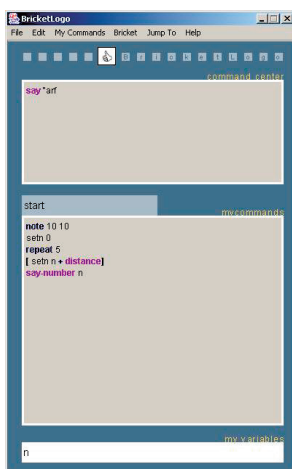 BricketLogo
File Edit My Commands Bricket Jump To Help
B r i c k e t L o g o
command center
say "arf
start
mycommands
note 10 10
setn 0
repeat 5
[ setn n + distance]
say-number n
my variables
n